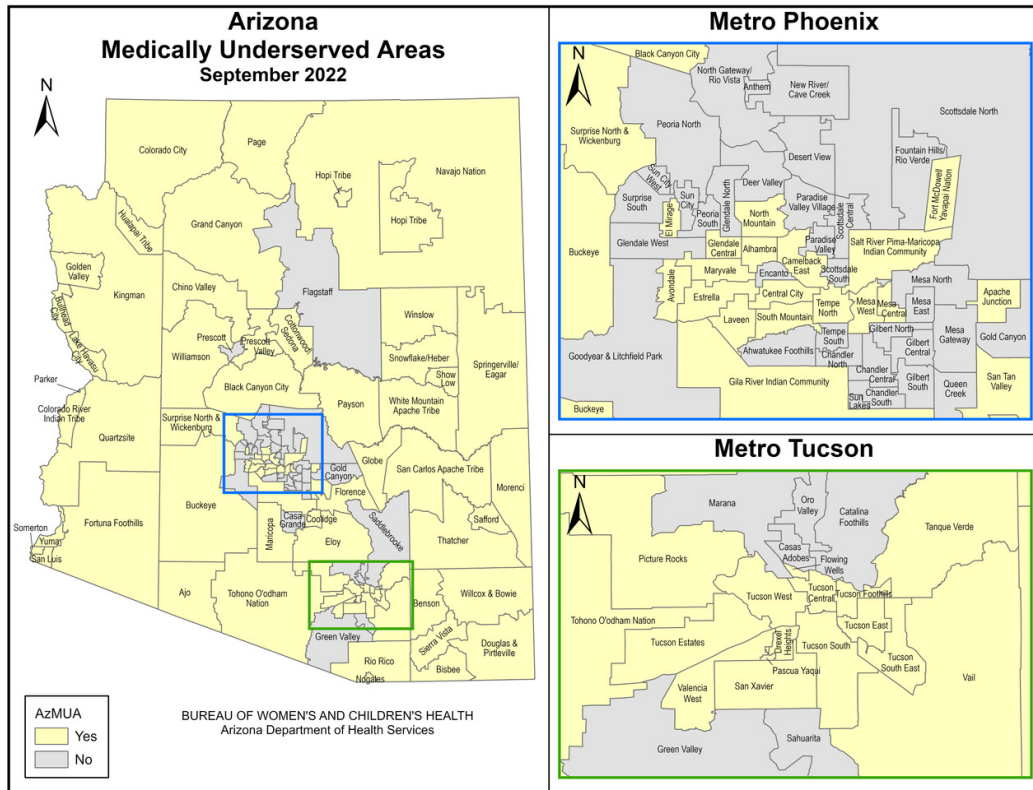 Arizona
Medically Underserved Areas
September 2022
N
Colorado City
Page
Navajo Nation
Hopi Tribe
Hualapai Tribe
Grand Canyon
Hopi Tribe
Golden
Valley
Kingman
Flagstaff
Bullhead
City
Chino Valley
Cottonwood
Sedona
Winslow
Lake Havasu
City
Prescott
Prescott
Valley
Williamson
Snowflake/Heber
Springerville/
Eagar
Show
Low
Parker
Black Canyon City
Colorado River
Indian Tribe
Payson
White Mountain
Apache Tribe
Surprise North &
Wickenburg
Quartzsite
Globe
San Carlos Apache Tribe
Gold
Canyon
Morenci
Buckeye
Florence
Fortuna Foothills
Casa
Grande
Coolidge
Saddlebrooke
Safford
Somerton
Maricopa
Eloy
Thatcher
Yuma
San Luis
Ajo
Tohono O'odham
Nation
Benson
Willcox & Bowie
Green Valley
Sierra Vista
Douglas &
Pirtleville
Rio Rico
Bisbee
Nogales
AzMUA
Yes
No
BUREAU OF WOMEN'S AND CHILDREN'S HEALTH
Arizona Department of Health Services
Metro Phoenix
N
Black Canyon City
North Gateway/
Rio Vista
Anthem
New River/
Cave Creek
Scottsdale North
Peoria North
Surprise North &
Wickenburg
Desert View
Fountain Hills/
Rio Verde
Sun City
West
Sun
City
Deer Valley
Fort McDowell
Yavapai Nation
Surprise
South
El Mirage
Peoria
South
Glendale North
Paradise
Valley Village
Scottsdale
Central
North
Mountain
Glendale West
Glendale
Central
Alhambra
Paradise
Valley
Salt River Pima-Maricopa
Indian Community
Buckeye
Camelback
East
Avondale
Maryvale
Encanto
Scottsdale
South
Mesa North
Estrella
Central City
Tempe
North
Mesa
West
Mesa
Central
Mesa
East
Apache
Junction
Laveen
South Mountain
Tempe
South
Gilbert North
Mesa
Gateway
Gold Canyon
Goodyear & Litchfield Park
Ahwatukee Foothills
Chandler
North
Gilbert
Central
Gila River Indian Community
Chandler
Central
Gilbert
South
San Tan
Valley
Sun
Lakes
Chandler
South
Queen
Creek
Buckeye
Metro Tucson
N
Marana
Oro
Valley
Catalina
Foothills
Tanque Verde
Picture Rocks
Casas
Adobes
Flowing
Wells
Tucson West
Tucson
Central
Tucson Foothills
Tohono O'odham Nation
Tucson Estates
Drexel
Heights
Tucson East
Tucson South
Tucson
South East
Pascua Yaqui
Vail
Valencia
West
San Xavier
Green Valley
Sahuarita